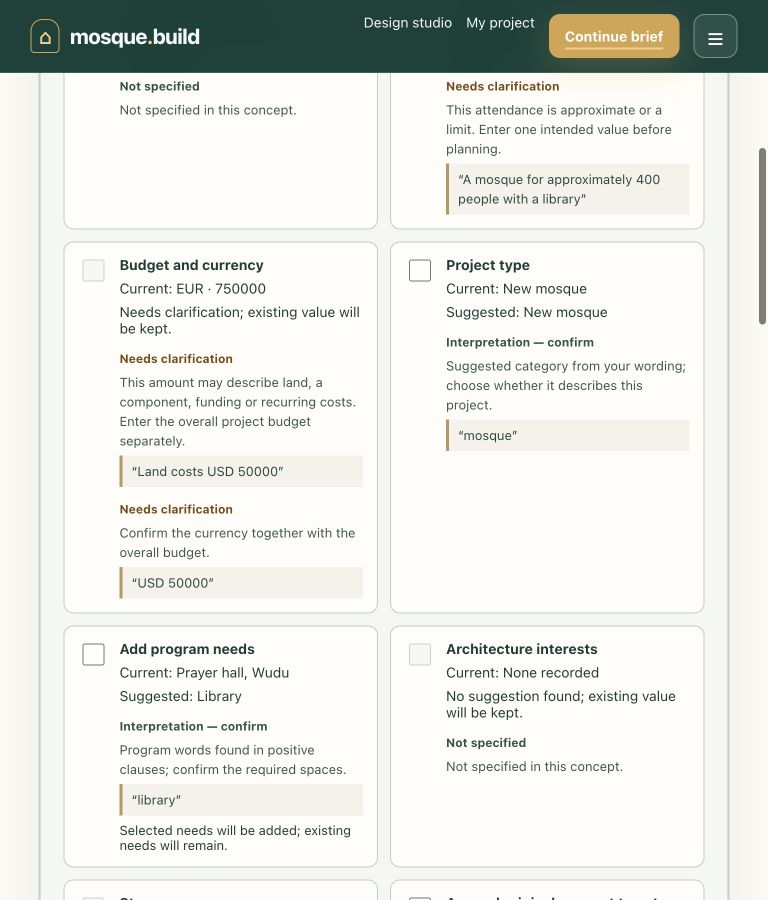 mosque.build
Design studio
My project
Continue brief
Not specified
Not specified in this concept.
Needs clarification
This attendance is approximate or a
limit. Enter one intended value before
planning.
“A mosque for approximately 400
people with a library”
Budget and currency
Current: EUR · 750000
Needs clarification; existing value will
be kept.
Needs clarification
This amount may describe land, a
component, funding or recurring costs.
Enter the overall project budget
separately.
“Land costs USD 50000”
Needs clarification
Confirm the currency together with the
overall budget.
“USD 50000”
Project type
Current: New mosque
Suggested: New mosque
Interpretation — confirm
Suggested category from your wording;
choose whether it describes this
project.
“mosque”
Add program needs
Current: Prayer hall, Wudu
Suggested: Library
Interpretation — confirm
Program words found in positive
clauses; confirm the required spaces.
“library”
Selected needs will be added; existing
needs will remain.
Architecture interests
Current: None recorded
No suggestion found; existing value
will be kept.
Not specified
Not specified in this concept.